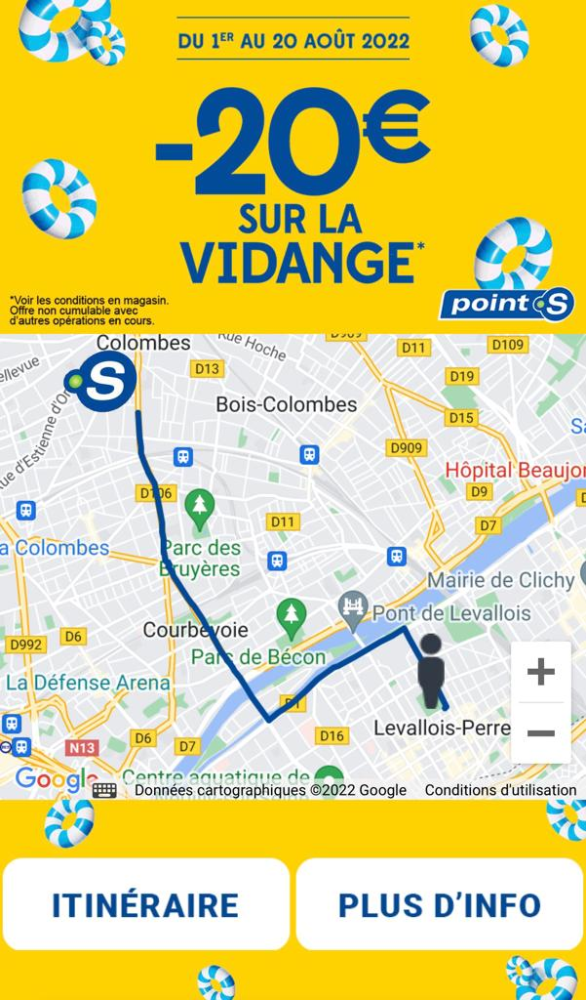 DU 1ER AU 20 AOÛT 2022
-20€
SUR LA
VIDANGE*
*Voir les conditions en magasin.
Offre non cumulable avec
d'autres opérations en cours.
point S
Colombes
Rue Hoche
D909
D11
D109
ellevue
S
D13
D19
Bois-Colombes
D15
Rue d'Estienne d'Or
D909
Hôpital Beaujor
D106
D9
D11
D7
a Colombes
Parc des
Bruyères
Mairie de Clichy
Pont de Levallois
Courbevoie
D992
D6
Parc de Bécon
La Défense Arena
D1
Levallois-Perre
D16
D6
D7
N13
+
−
Google
Centre aquatique de
Données cartographiques ©2022 Google
Conditions d'utilisation
ITINÉRAIRE
PLUS D'INFO